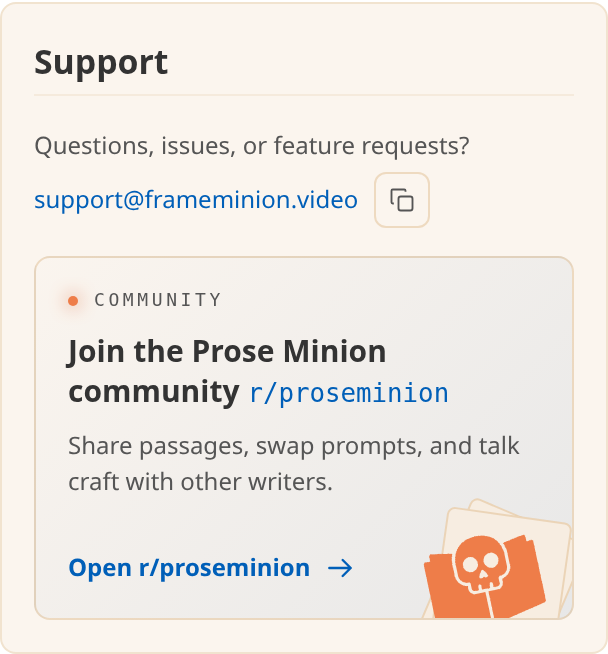 Support
Questions, issues, or feature requests?
support@frameminion.video
COMMUNITY
Join the Prose Minion
community r/proseminion
Share passages, swap prompts, and talk
craft with other writers.
Open r/proseminion →